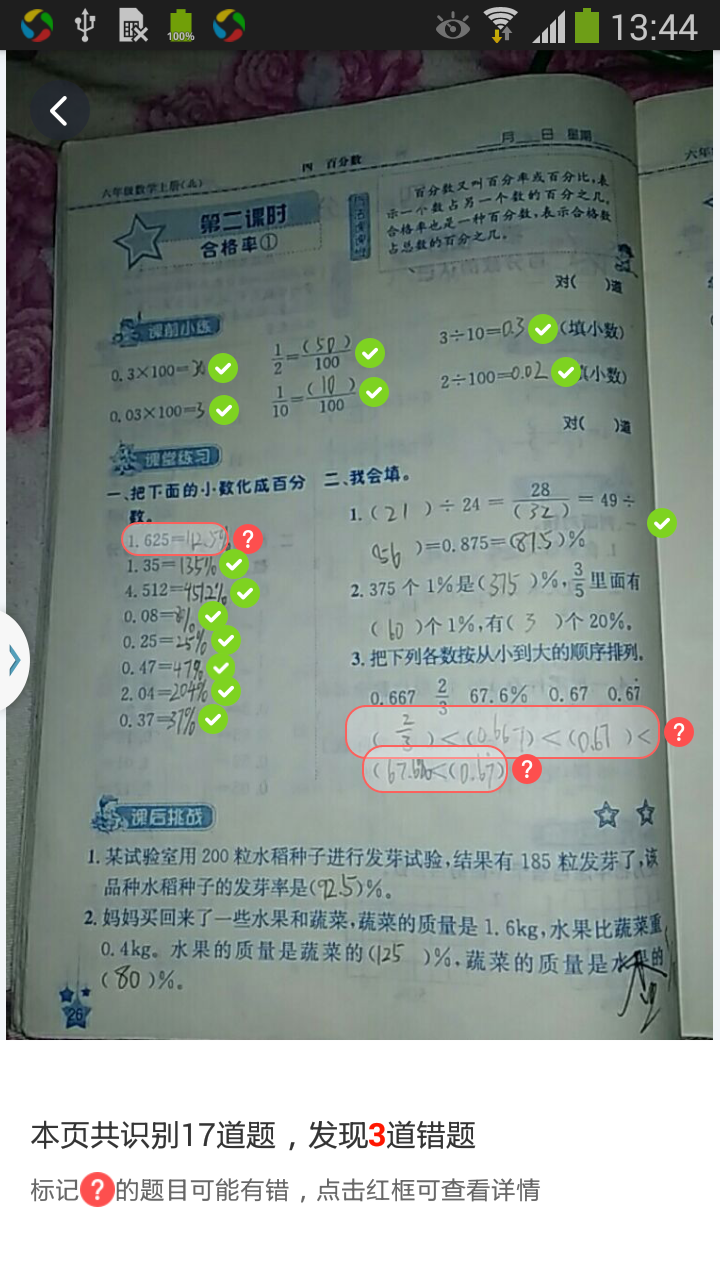 100%
13:44
六年级数学上册(北)
四 百分数
月 日 星期
六年
第二课时
合格率①
百分数又叫百分率或百分比,表
示一个数占另一个数的百分之几。
合格率也是一种百分数,表示合格数
占总数的百分之几。
对( )道
课前小练
0.3×100=30
1/2=(50)/100
3÷10=0.3(填小数)
0.03×100=3
1/10=(10)/100
2÷100=0.02 填小数)
对( )道
课堂练习
一、把下面的小数化成百分
数。
1.625=112.5%
1.35=135%
4.512=451.2%
0.08=8%
0.25=25%
0.47=47%
2.04=204%
0.37=37%
二、我会填。
1.(21)÷24=28/(32)=49÷
(56)=0.875=(87.5)%
2.375个1%是(375)%,3/5里面有
(60)个1%,有(3)个20%。
3.把下列各数按从小到大的顺序排列。
0.667 2/3 67.6% 0.67 0.67̇
(2/3)<(0.667)<(0.67)<
(67.6%<(0.67̇)
课后挑战
1.某试验室用200粒水稻种子进行发芽试验,结果有185粒发芽了,该
品种水稻种子的发芽率是(92.5)%。
2.妈妈买回来了一些水果和蔬菜,蔬菜的质量是1.6kg,水果比蔬菜重
0.4kg。水果的质量是蔬菜的(125)%,蔬菜的质量是水果的
(80)%。
26
本页共识别17道题，发现3道错题
标记?的题目可能有错，点击红框可查看详情